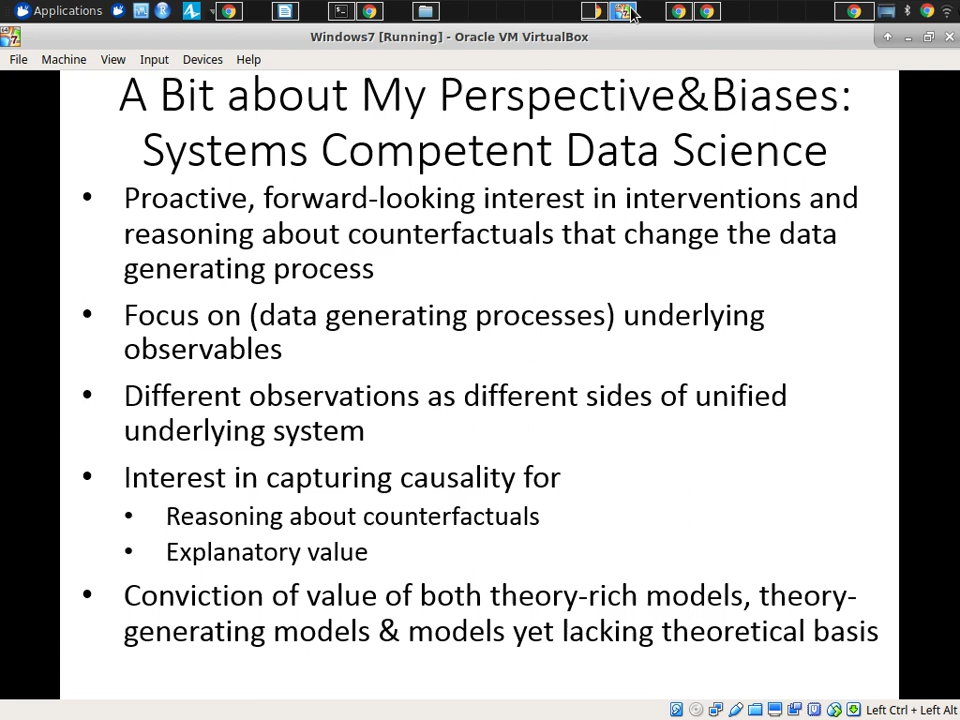 Applications
Windows7 [Running] - Oracle VM VirtualBox
File Machine View Input Devices Help
A Bit about My Perspective&Biases:
Systems Competent Data Science
• Proactive, forward-looking interest in interventions and
reasoning about counterfactuals that change the data
generating process
• Focus on (data generating processes) underlying
observables
• Different observations as different sides of unified
underlying system
• Interest in capturing causality for
• Reasoning about counterfactuals
• Explanatory value
• Conviction of value of both theory-rich models, theory-
generating models & models yet lacking theoretical basis
Left Ctrl + Left Alt